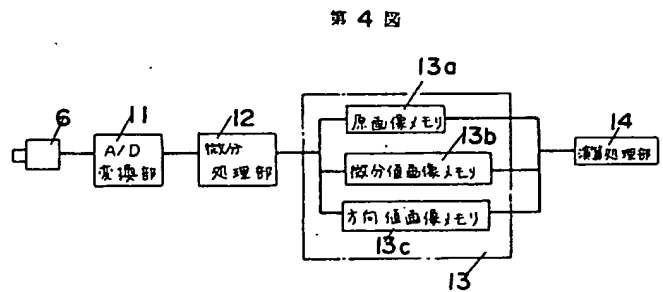 第4図
6
11
A/D
変換部
12
微分
処理部
13a
原画像メモリ
13b
微分値画像メモリ
方向値画像メモリ
13c
13
14
演算処理部